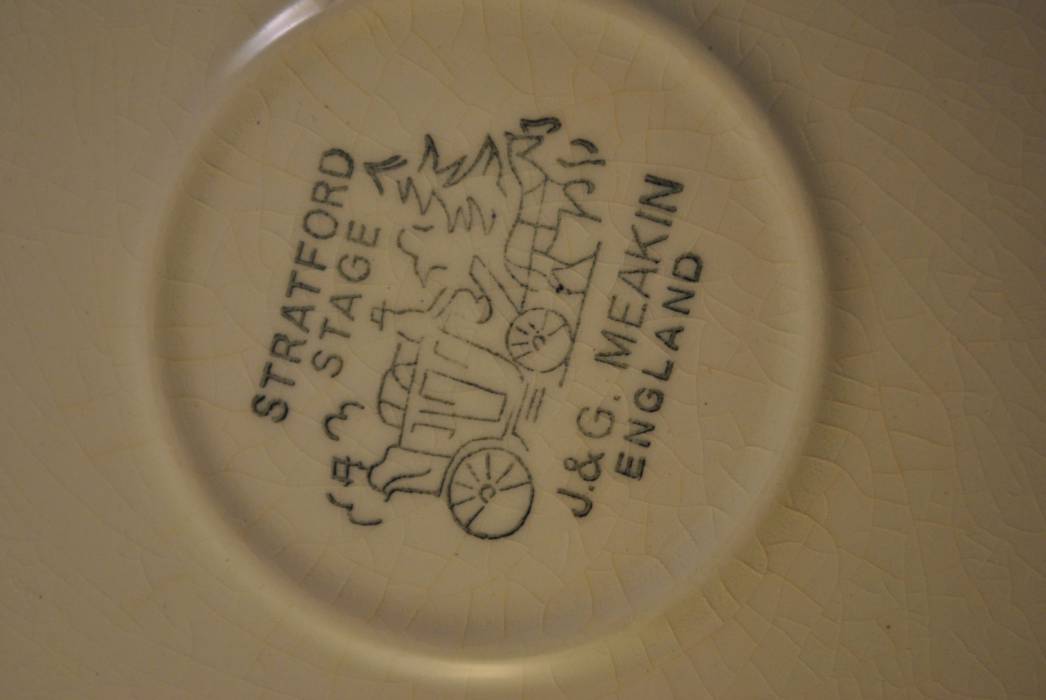 STRATFORD
STAGE
J.& G. MEAKIN
ENGLAND